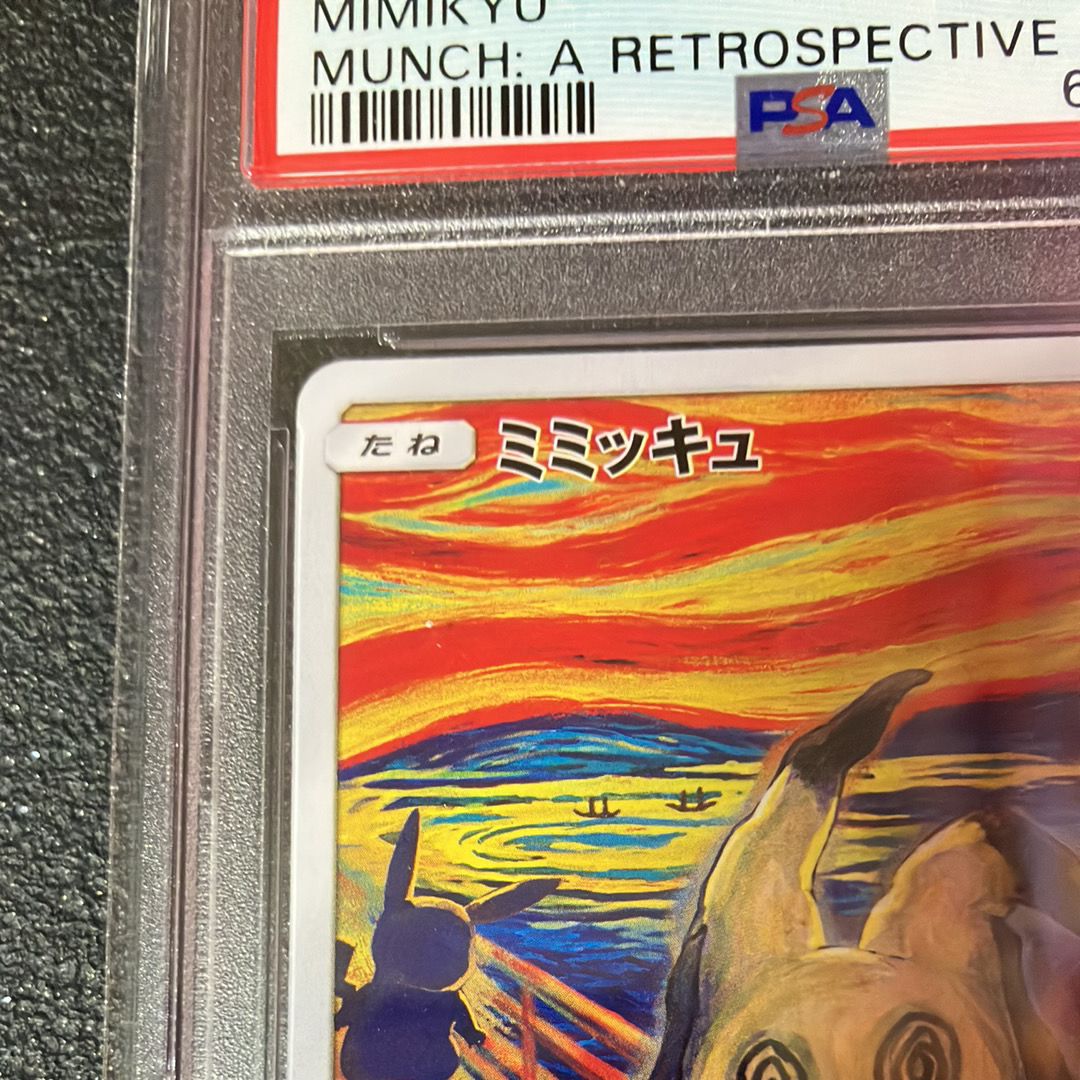 MIMIKYU
MUNCH: A RETROSPECTIVE
PSA
たね
ミミッキュ